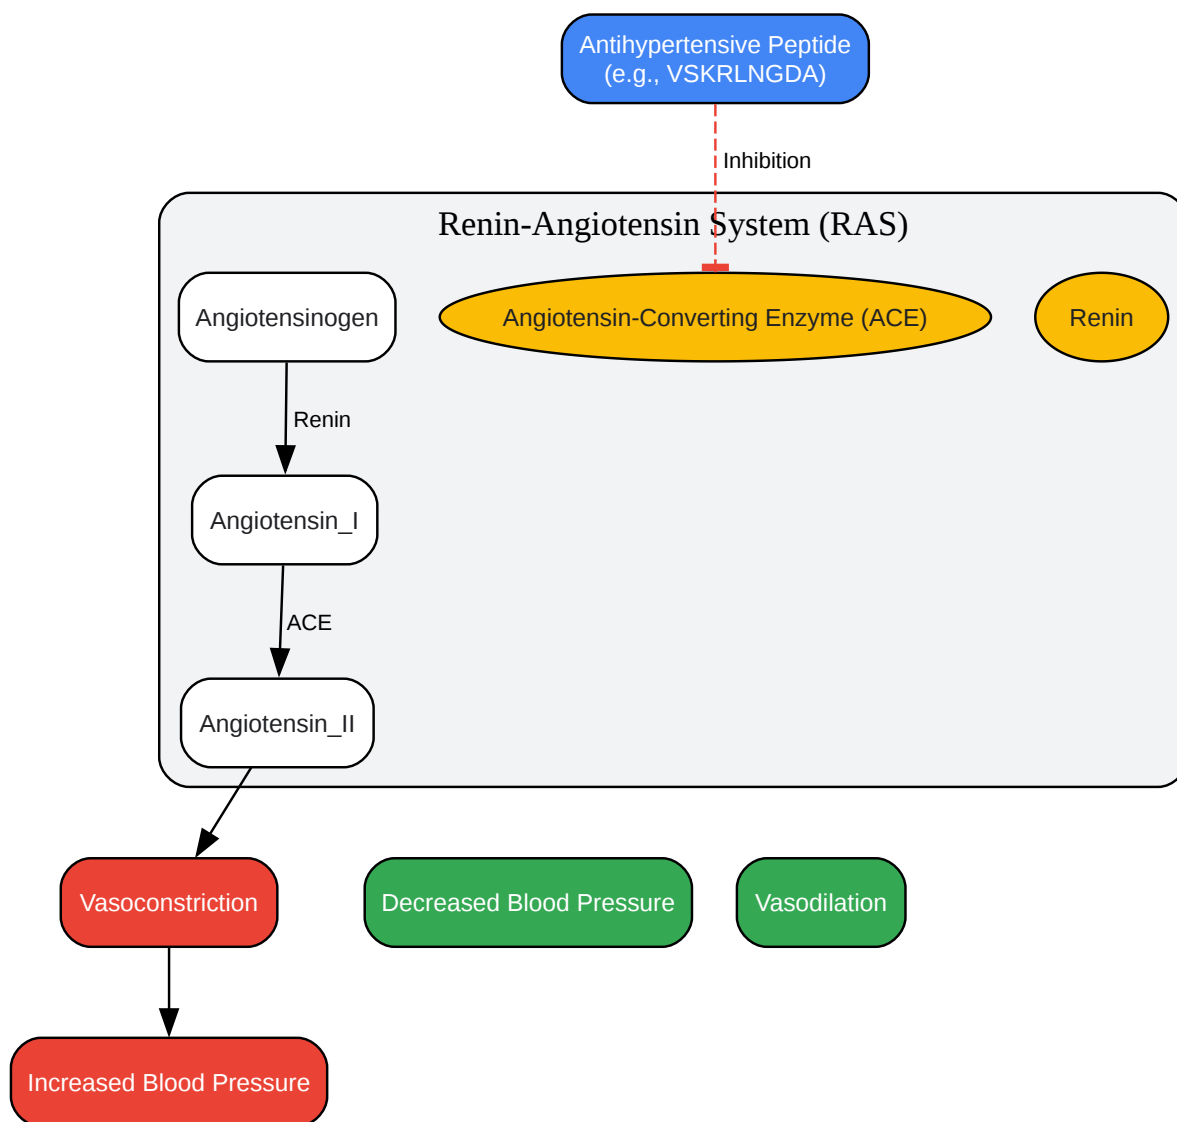 Antihypertensive Peptide
(e.g., VSKRLNGDA)
Inhibition
Renin-Angiotensin System (RAS)
Angiotensinogen
Angiotensin-Converting Enzyme (ACE)
Renin
Renin
Angiotensin_I
ACE
Angiotensin_II
Vasoconstriction
Decreased Blood Pressure
Vasodilation
Increased Blood Pressure